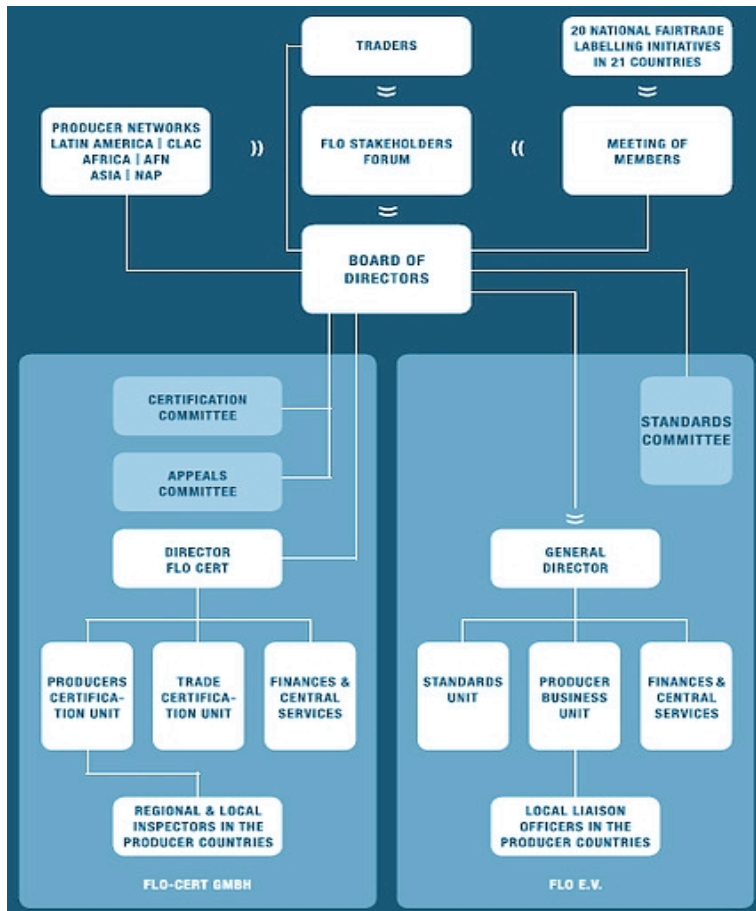 TRADERS
20 NATIONAL FAIRTRADE
LABELLING INITIATIVES
IN 21 COUNTRIES
PRODUCER NETWORKS
LATIN AMERICA | CLAC
AFRICA | AFN
ASIA | NAP
FLO STAKEHOLDERS
FORUM
MEETING OF
MEMBERS
BOARD OF
DIRECTORS
CERTIFICATION
COMMITTEE
APPEALS
COMMITTEE
STANDARDS
COMMITTEE
DIRECTOR
FLO CERT
GENERAL
DIRECTOR
PRODUCERS
CERTIFICA-
TION UNIT
TRADE
CERTIFICA-
TION UNIT
FINANCES &
CENTRAL
SERVICES
STANDARDS
UNIT
PRODUCER
BUSINESS
UNIT
FINANCES &
CENTRAL
SERVICES
REGIONAL & LOCAL
INSPECTORS IN THE
PRODUCER COUNTRIES
LOCAL LIAISON
OFFICERS IN THE
PRODUCER COUNTRIES
FLO-CERT GMBH
FLO E.V.